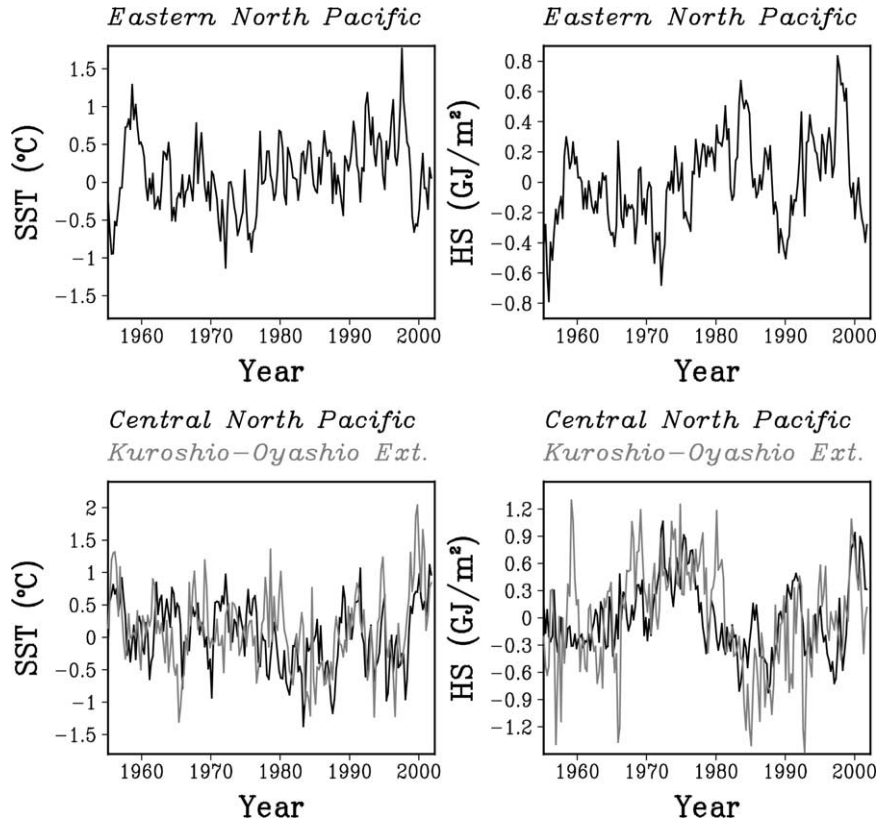 Eastern North Pacific
SST (°C)
1.5
1
0.5
0
−0.5
−1
−1.5
1960 1970 1980 1990 2000
Year
Eastern North Pacific
HS (GJ/m²)
0.8
0.6
0.4
0.2
0
−0.2
−0.4
−0.6
−0.8
1960 1970 1980 1990 2000
Year
Central North Pacific
Kuroshio−Oyashio Ext.
SST (°C)
2
1.5
1
0.5
0
−0.5
−1
−1.5
1960 1970 1980 1990 2000
Year
Central North Pacific
Kuroshio−Oyashio Ext.
HS (GJ/m²)
1.2
0.9
0.6
0.3
0
−0.3
−0.6
−0.9
−1.2
1960 1970 1980 1990 2000
Year